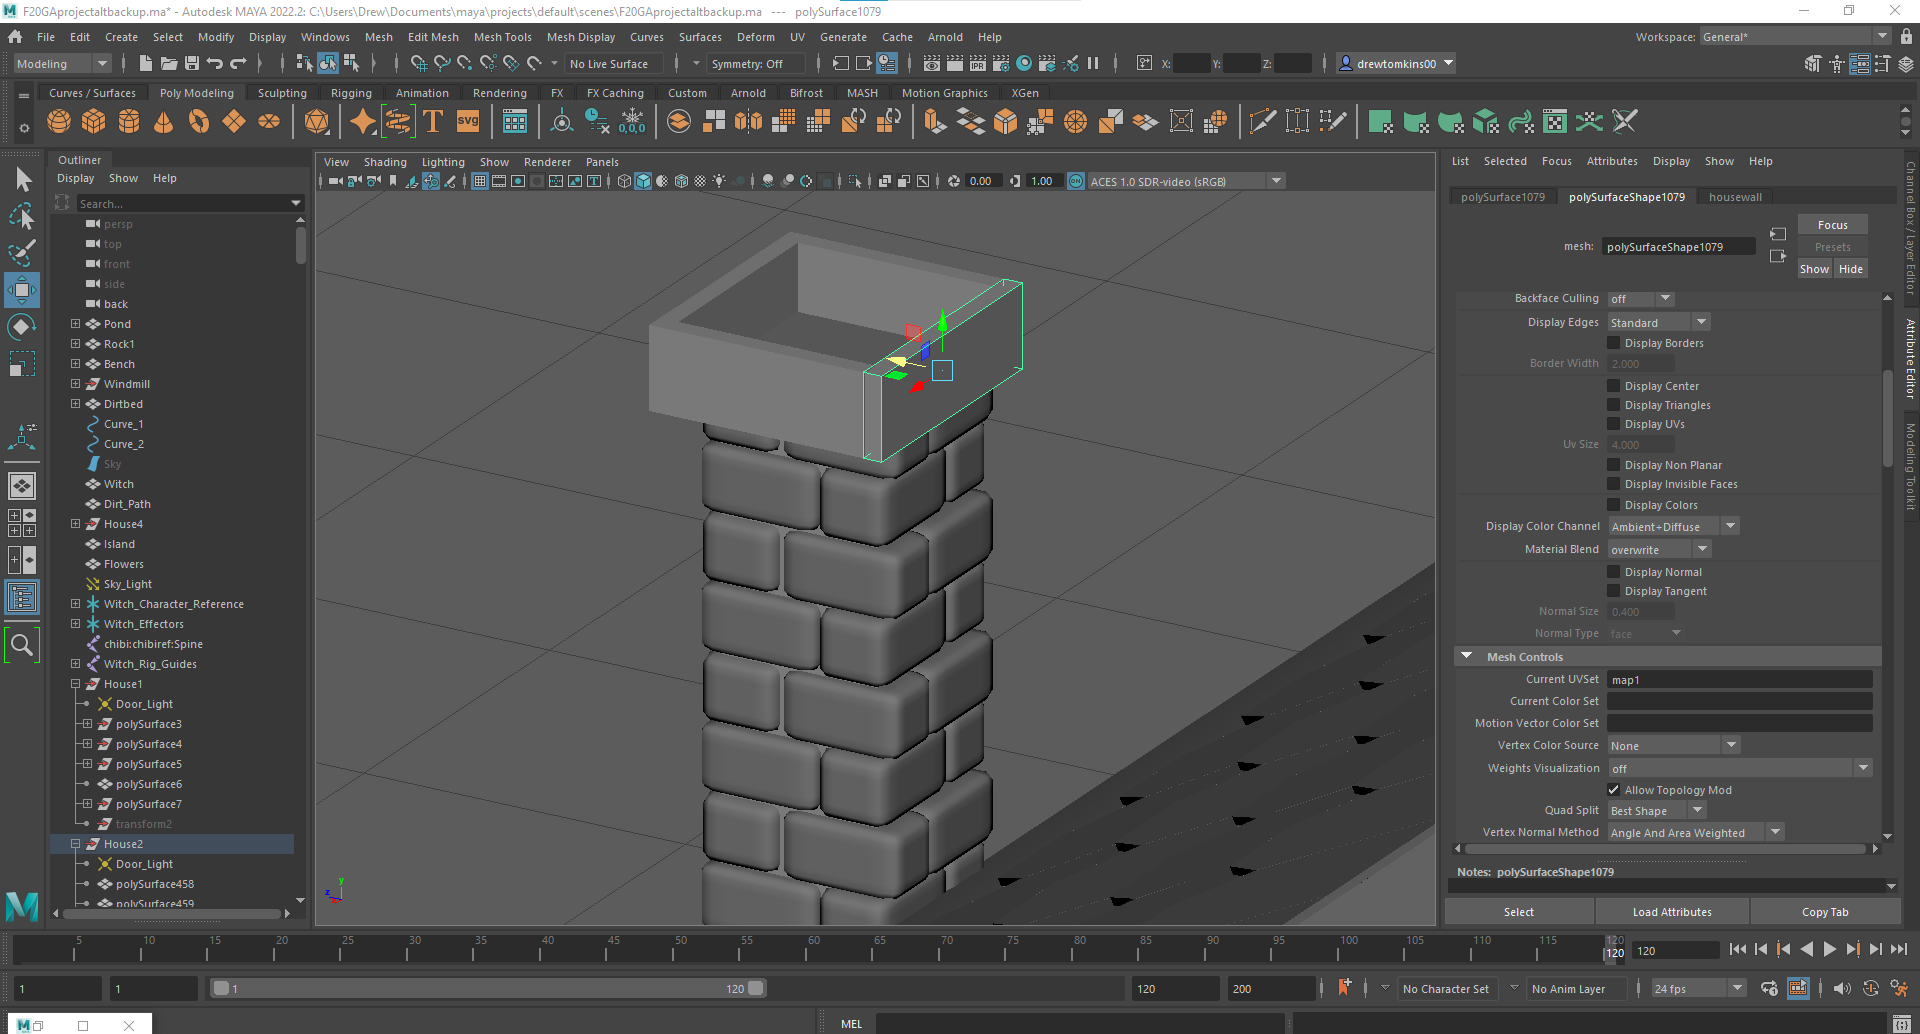 F20GAprojectaltbackup.ma* - Autodesk MAYA 2022.2: C:\Users\Drew\Documents\maya\projects\default\scenes\F20GAprojectaltbackup.ma --- polySurface1079
File Edit Create Select Modify Display Windows Mesh Edit Mesh Mesh Tools Mesh Display Curves Surfaces Deform UV Generate Cache Arnold Help
Workspace: General*
Modeling No Live Surface Symmetry: Off X: Y: Z: drewtomkins00
Curves / Surfaces Poly Modeling Sculpting Rigging Animation Rendering FX FX Caching Custom Arnold Bifrost MASH Motion Graphics XGen
Outliner
Display Show Help
Search...
persp
top
front
side
back
Pond
Rock1
Bench
Windmill
Dirtbed
Curve_1
Curve_2
Sky
Witch
Dirt_Path
House4
Island
Flowers
Sky_Light
Witch_Character_Reference
Witch_Effectors
chibi:chibiref:Spine
Witch_Rig_Guides
House1
Door_Light
polySurface3
polySurface4
polySurface5
polySurface6
polySurface7
transform2
House2
Door_Light
polySurface458
polySurface459
View Shading Lighting Show Renderer Panels
0.00 1.00 ACES 1.0 SDR-video (sRGB)
y
z
List Selected Focus Attributes Display Show Help
polySurface1079 polySurfaceShape1079 housewall
mesh: polySurfaceShape1079
Focus
Presets
Show Hide
Backface Culling off
Display Edges Standard
Display Borders
Border Width 2.000
Display Center
Display Triangles
Display UVs
Uv Size 4.000
Display Non Planar
Display Invisible Faces
Display Colors
Display Color Channel Ambient+Diffuse
Material Blend overwrite
Display Normal
Display Tangent
Normal Size 0.400
Normal Type face
Mesh Controls
Current UVSet map1
Current Color Set
Motion Vector Color Set
Vertex Color Source None
Weights Visualization off
Allow Topology Mod
Quad Split Best Shape
Vertex Normal Method Angle And Area Weighted
Notes: polySurfaceShape1079
Select Load Attributes Copy Tab
Channel Box / Layer Editor
Attribute Editor
Modeling Toolkit
5 10 15 20 25 30 35 40 45 50 55 60 65 70 75 80 85 90 95 100 105 110 115 120
120 120
1 1 1 120 120 200 No Character Set No Anim Layer 24 fps
MEL